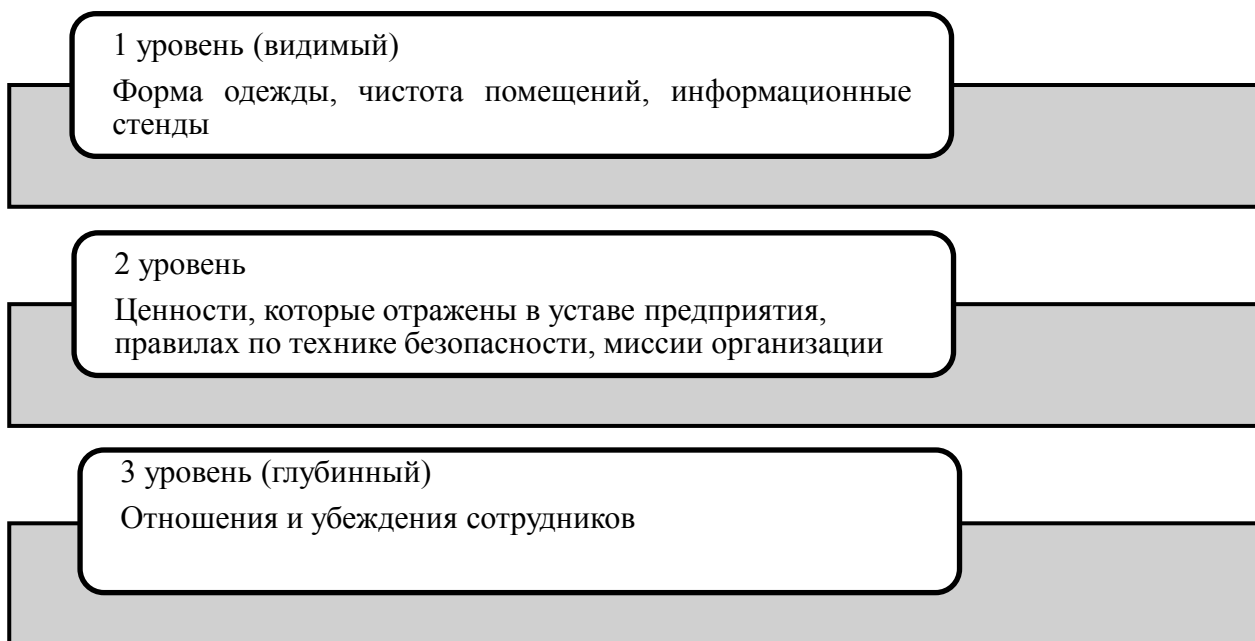 1 уровень (видимый)
Форма одежды, чистота помещений, информационные
стенды
2 уровень
Ценности, которые отражены в уставе предприятия,
правилах по технике безопасности, миссии организации
3 уровень (глубинный)
Отношения и убеждения сотрудников